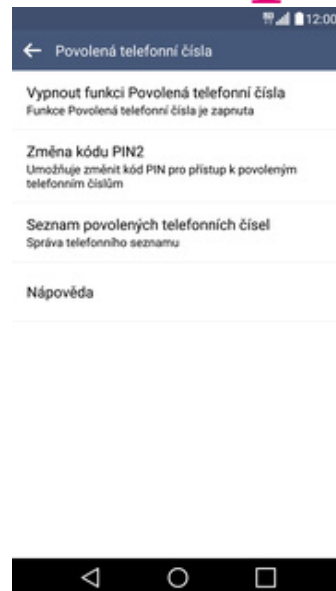 12:00
Povolená telefonní čísla
Vypnout funkci Povolená telefonní čísla
Funkce Povolená telefonní čísla je zapnuta
Změna kódu PIN2
Umožňuje změnit kód PIN pro přístup k povoleným
telefonním číslům
Seznam povolených telefonních čísel
Správa telefonního seznamu
Nápověda